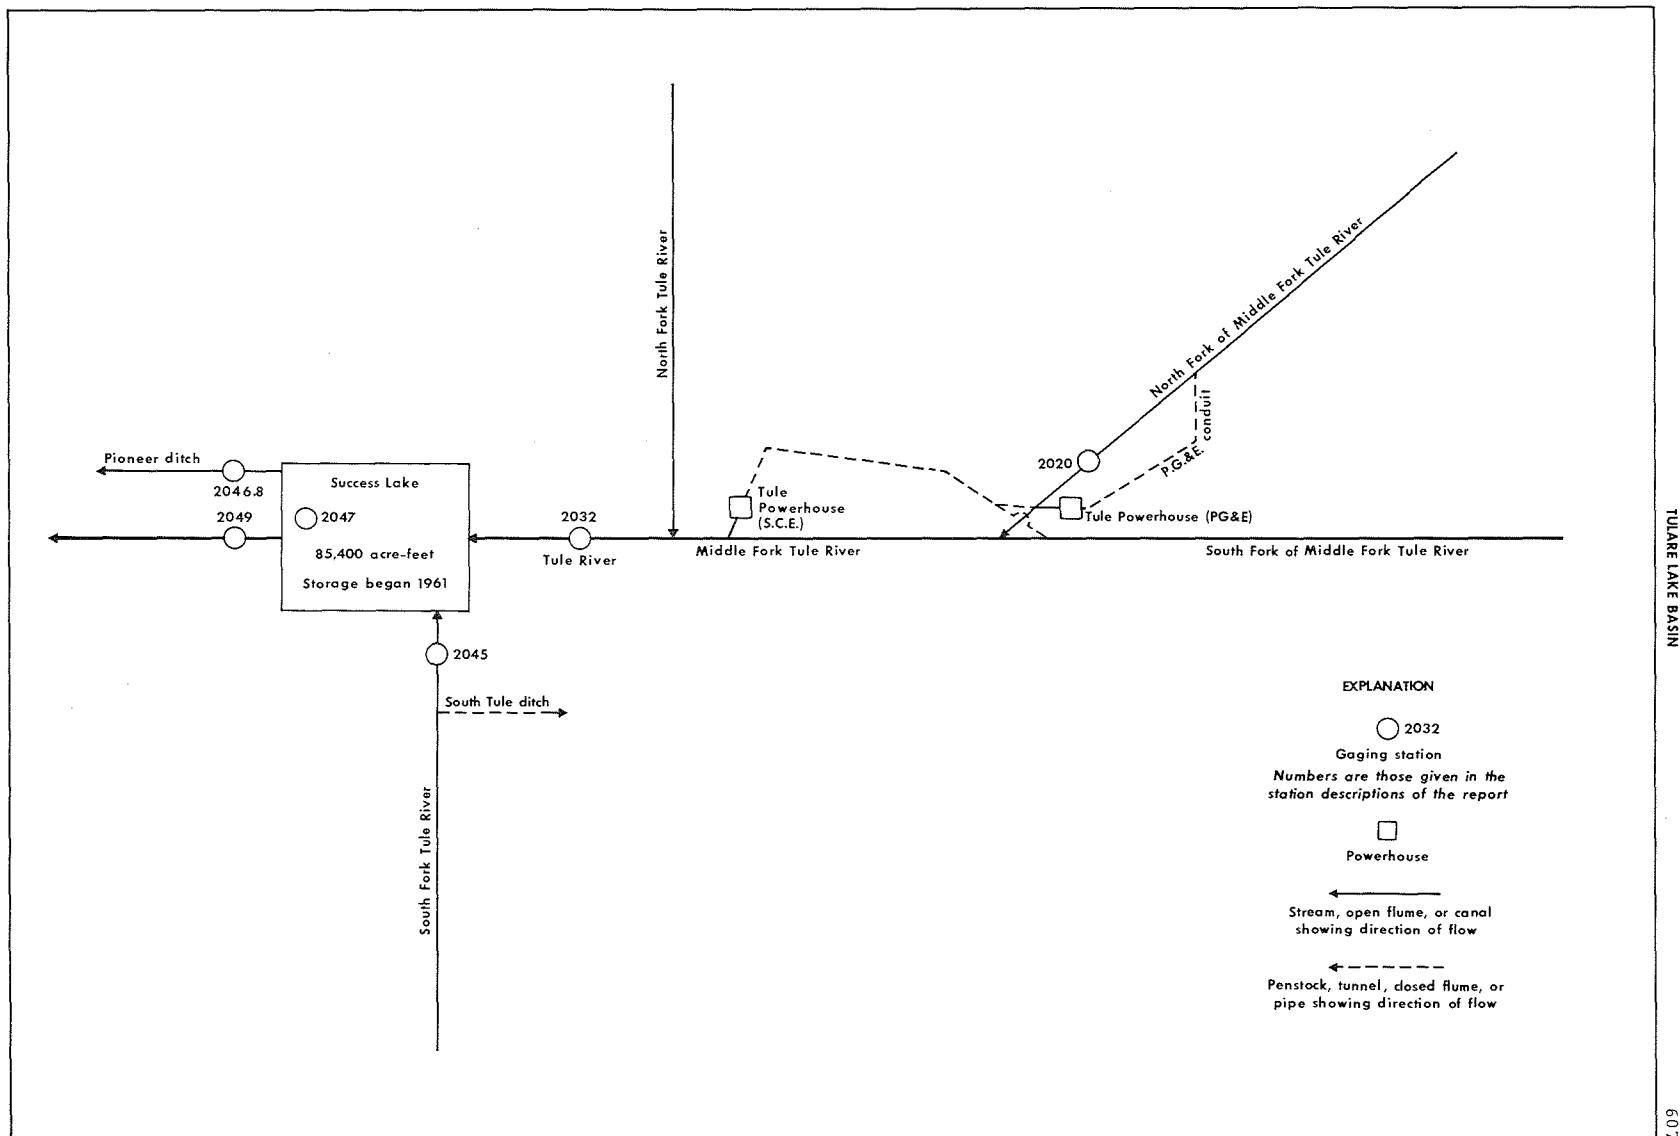 North Fork Tule River
North Fork of Middle Fork Tule River
P.G.&E. conduit
2020
Pioneer ditch
2046.8
Success Lake
2049
2047
85,400 acre-feet
Storage began 1961
2032
Tule River
Tule
Powerhouse
(S.C.E.)
Tule Powerhouse (PG&E)
Middle Fork Tule River
South Fork of Middle Fork Tule River
2045
South Tule ditch
South Fork Tule River
EXPLANATION
2032
Gaging station
Numbers are those given in the
station descriptions of the report
Powerhouse
Stream, open flume, or canal
showing direction of flow
Penstock, tunnel, closed flume, or
pipe showing direction of flow
TULARE LAKE BASIN